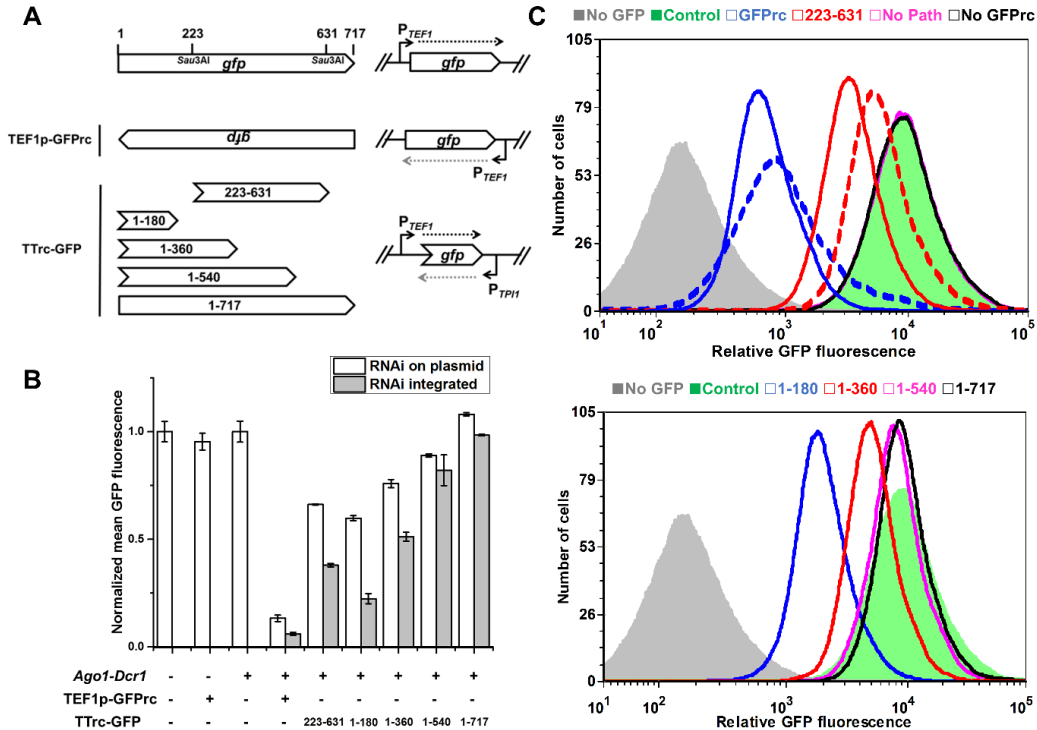 A
1 223 631 717
Sau3AI Sau3AI
gfp
PTEF1
gfp
TEF1p-GFPrc
gfp
gfp
PTEF1
TTrc-GFP
223-631
1-180
1-360
1-540
1-717
PTEF1
gfp
PTPI1
B
RNAi on plasmid
RNAi integrated
Normalized mean GFP fluorescence
1.0
0.5
0.0
Ago1-Dcr1 - - + + + + + + +
TEF1p-GFPrc - + - + - - - - -
TTrc-GFP - - - - 223-631 1-180 1-360 1-540 1-717
C
No GFP Control GFPrc 223-631 No Path No GFPrc
Number of cells
105
79
53
26
0
10^1 10^2 10^3 10^4 10^5
Relative GFP fluorescence
No GFP Control 1-180 1-360 1-540 1-717
Number of cells
105
79
53
26
0
10^1 10^2 10^3 10^4 10^5
Relative GFP fluorescence